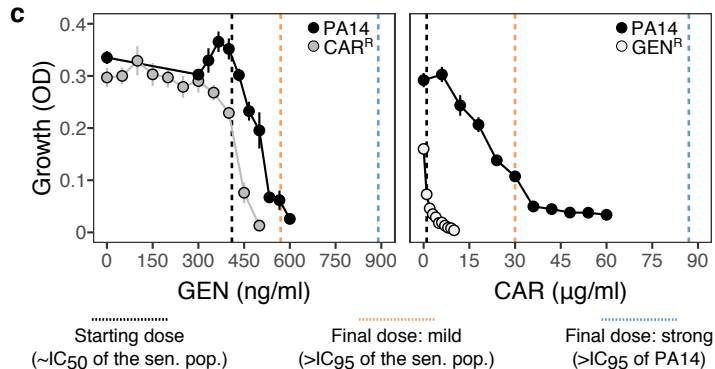 c
PA14
CAR^R
PA14
GEN^R
Growth (OD)
0.4
0.3
0.2
0.1
0
0 150 300 450 600 750 900
0 15 30 45 60 75 90
GEN (ng/ml)
CAR (µg/ml)
Starting dose
(~IC50 of the sen. pop.)
Final dose: mild
(>IC95 of the sen. pop.)
Final dose: strong
(>IC95 of PA14)